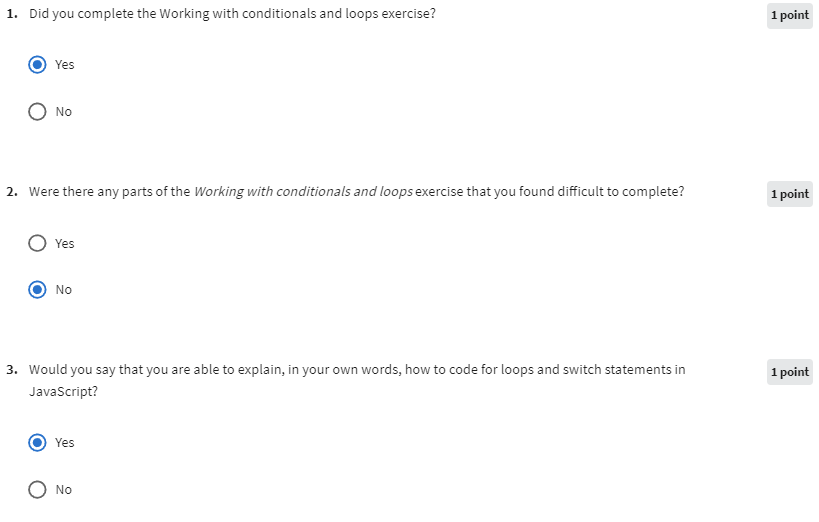 1. Did you complete the Working with conditionals and loops exercise? 1 point
Yes
No
2. Were there any parts of the Working with conditionals and loops exercise that you found difficult to complete? 1 point
Yes
No
3. Would you say that you are able to explain, in your own words, how to code for loops and switch statements in 1 point
JavaScript?
Yes
No